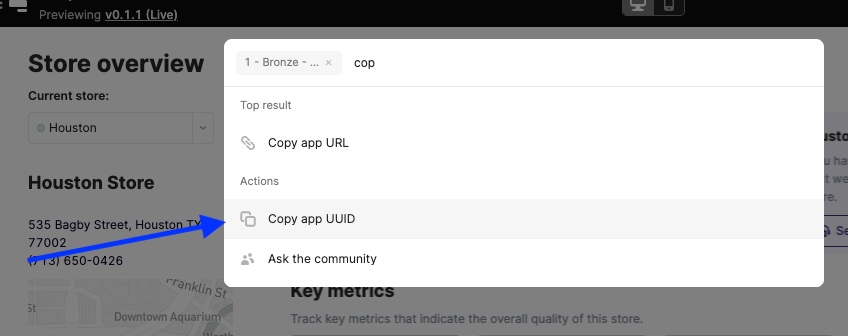 Previewing v0.1.1 (Live)
Store overview
Current store:
Houston
Houston Store
535 Bagby Street, Houston TX
77002
(713) 650-0426
Franklin St
Downtown Aquarium
1 - Bronze - ... × cop
Top result
Copy app URL
Actions
Copy app UUID
Ask the community
Key metrics
Track key metrics that indicate the overall quality of this store.